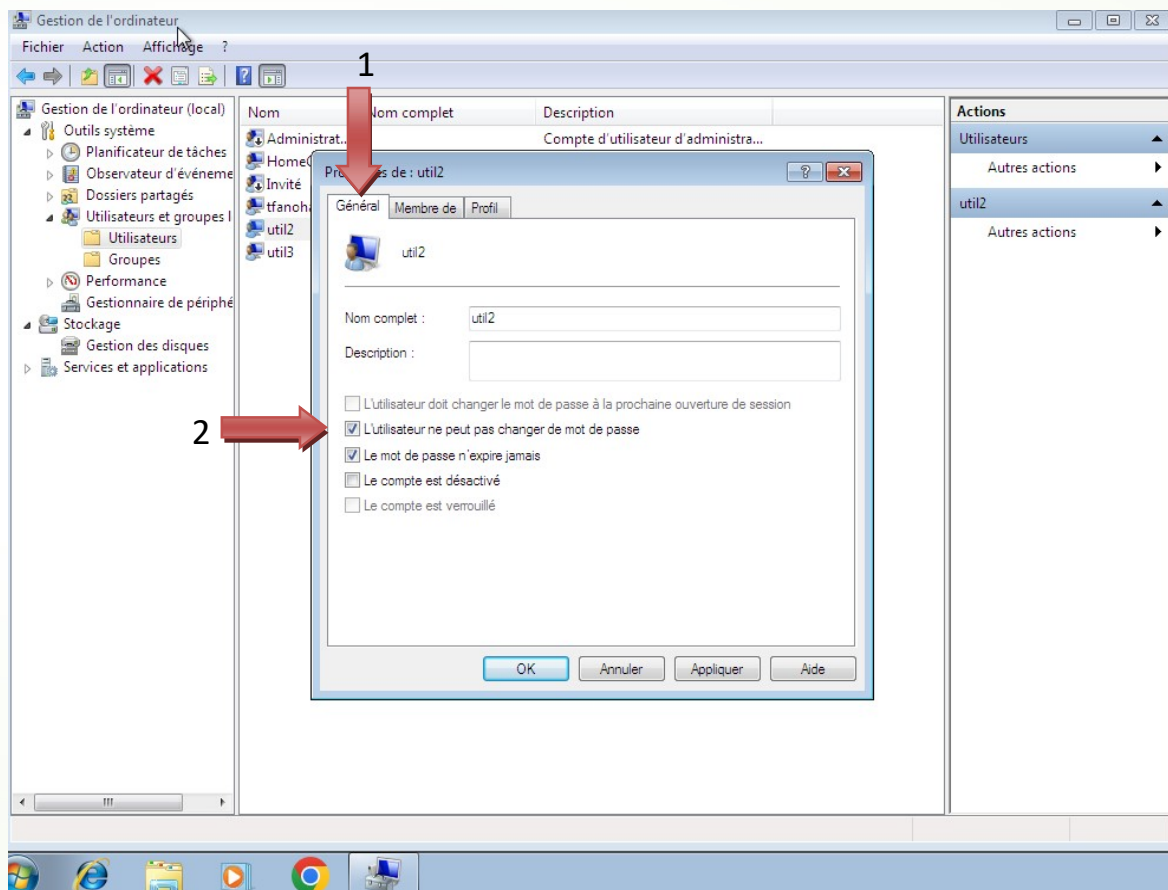 Gestion de l'ordinateur
Fichier Action Affichage ?
1
Gestion de l'ordinateur (local)
Outils système
Planificateur de tâches
Observateur d'événeme
Dossiers partagés
Utilisateurs et groupes l
Utilisateurs
Groupes
Performance
Gestionnaire de périphé
Stockage
Gestion des disques
Services et applications
Nom Nom complet Description
Administrat... Compte d'utilisateur d'administra...
Invité
util2
util3
de : util2
Général Membre de Profil
util2
Nom complet : util2
Description :
L'utilisateur doit changer le mot de passe à la prochaine ouverture de session
2
L'utilisateur ne peut pas changer de mot de passe
Le mot de passe n'expire jamais
Le compte est désactivé
Le compte est verrouillé
OK Annuler Appliquer Aide
Actions
Utilisateurs
Autres actions
util2
Autres actions